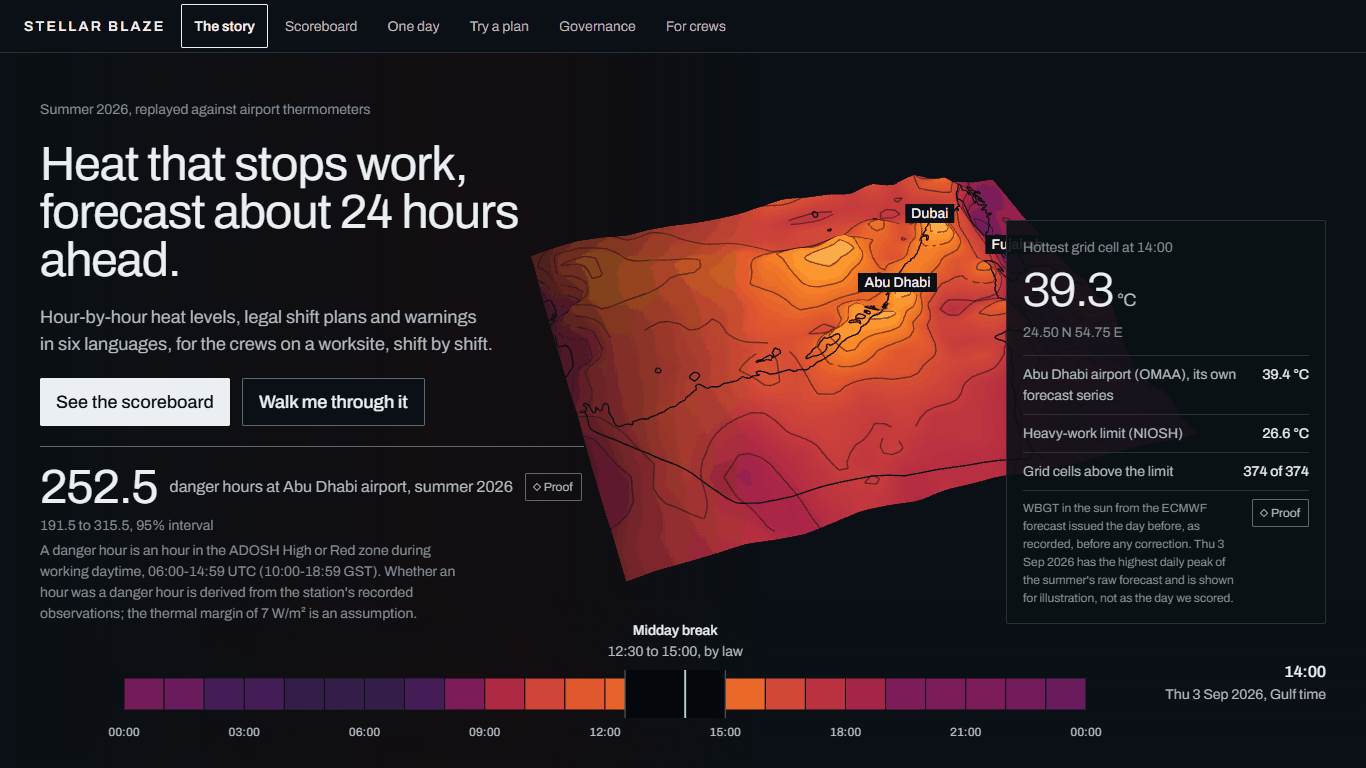 STELLAR BLAZE
The story
Scoreboard
One day
Try a plan
Governance
For crews
Summer 2026, replayed against airport thermometers
Heat that stops work,
forecast about 24 hours
ahead.
Hour-by-hour heat levels, legal shift plans and warnings
in six languages, for the crews on a worksite, shift by shift.
See the scoreboard
Walk me through it
252.5 danger hours at Abu Dhabi airport, summer 2026
◇ Proof
191.5 to 315.5, 95% interval
A danger hour is an hour in the ADOSH High or Red zone during
working daytime, 06:00-14:59 UTC (10:00-18:59 GST). Whether an
hour was a danger hour is derived from the station's recorded
observations; the thermal margin of 7 W/m² is an assumption.
Dubai
Abu Dhabi
Hottest grid cell at 14:00
39.3 °C
24.50 N 54.75 E
Abu Dhabi airport (OMAA), its own
forecast series
39.4 °C
Heavy-work limit (NIOSH)
26.6 °C
Grid cells above the limit
374 of 374
WBGT in the sun from the ECMWF
forecast issued the day before, as
recorded, before any correction. Thu 3
Sep 2026 has the highest daily peak of
the summer's raw forecast and is shown
for illustration, not as the day we scored.
◇ Proof
Midday break
12:30 to 15:00, by law
14:00
Thu 3 Sep 2026, Gulf time
00:00
03:00
06:00
09:00
12:00
15:00
18:00
21:00
00:00